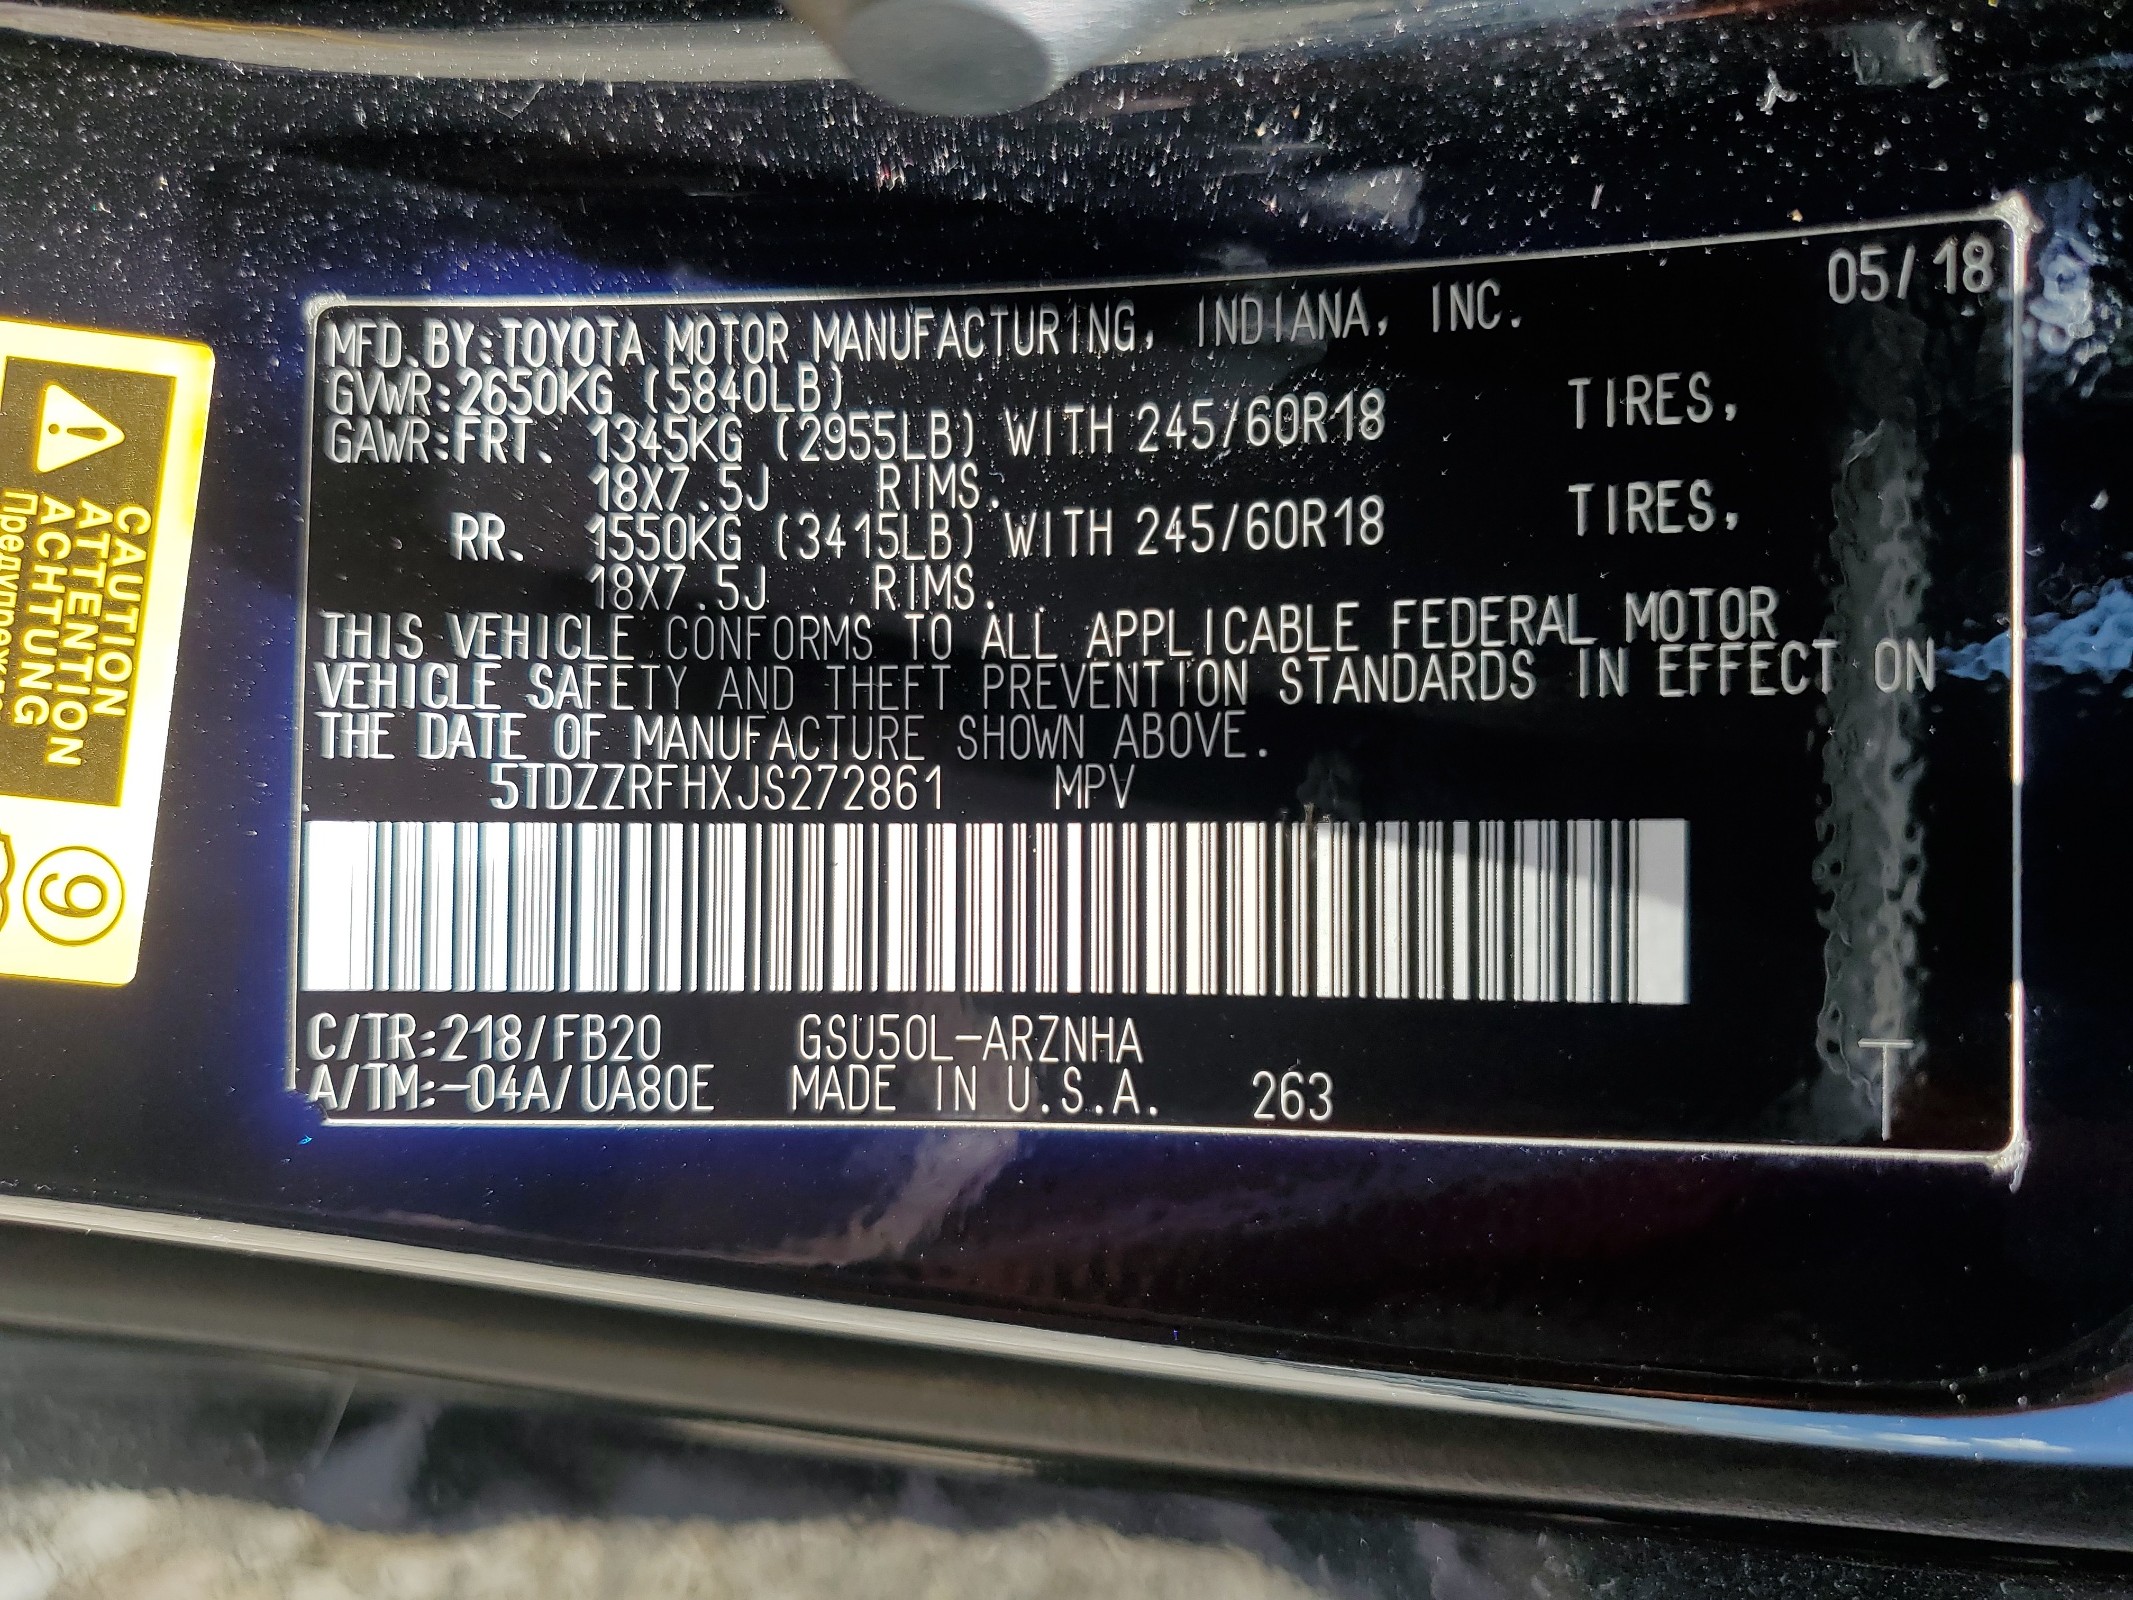 05/18
MFD.BY:TOYOTA MOTOR MANUFACTURING, INDIANA, INC.
GVWR:2650KG (5840LB)
GAWR:FRT. 1345KG (2955LB) WITH 245/60R18 TIRES,
18X7.5J RIMS.
RR. 1550KG (3415LB) WITH 245/60R18 TIRES,
18X7.5J RIMS.
THIS VEHICLE CONFORMS TO ALL APPLICABLE FEDERAL MOTOR
VEHICLE SAFETY AND THEFT PREVENTION STANDARDS IN EFFECT ON
THE DATE OF MANUFACTURE SHOWN ABOVE.
5TDZZRFHXJS272861 MPV
C/TR:218/FB20 GSU50L-ARZNHA
A/TM:-04A/UA80E MADE IN U.S.A. 263
T
CAUTION
ATTENTION
ACHTUNG
9